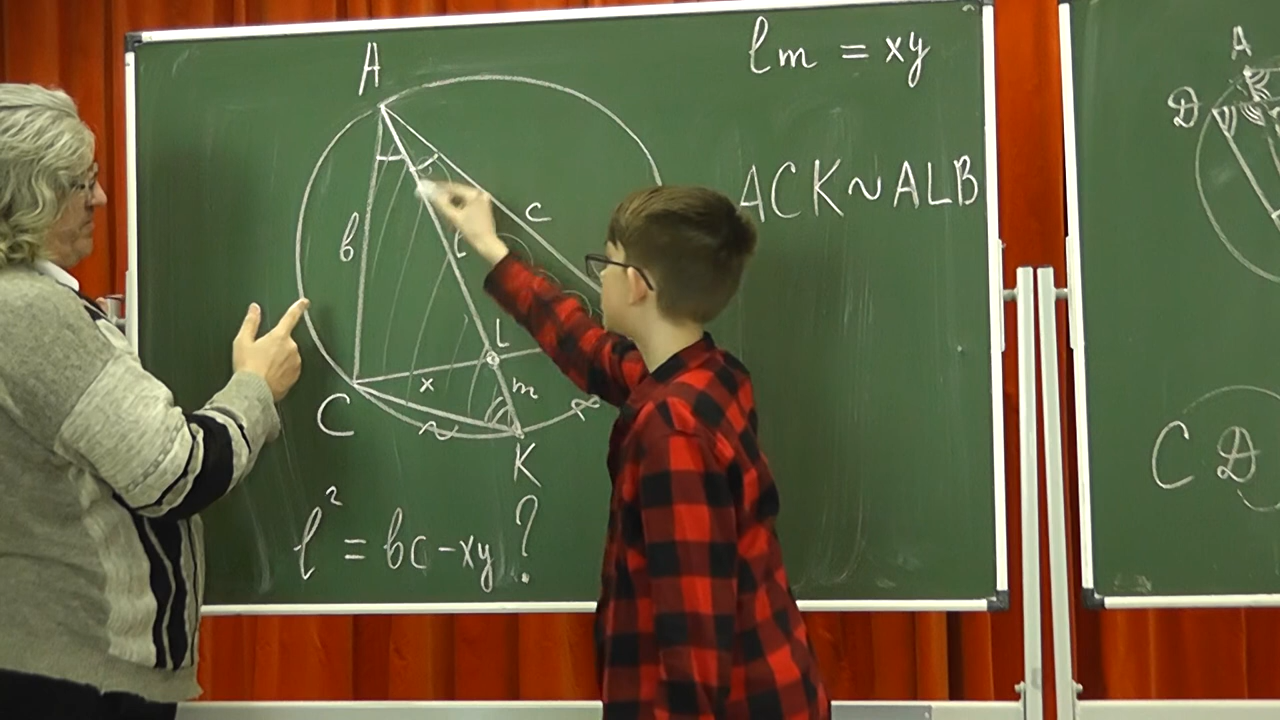 A
lm = xy
ACK~ALB
b
c
l
L
x
m
C
K
l² = bc-xy ?
A
D
C D